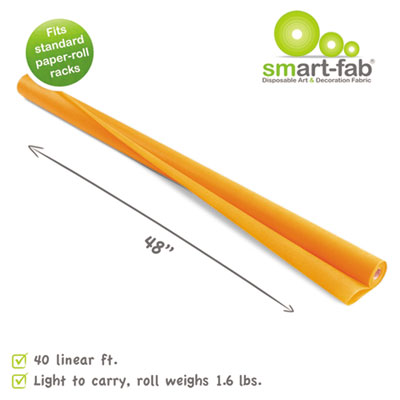 Fits
standard
paper-roll
racks
smart-fab®
Disposable Art & Decoration Fabric
48"
40 linear ft.
Light to carry, roll weighs 1.6 lbs.